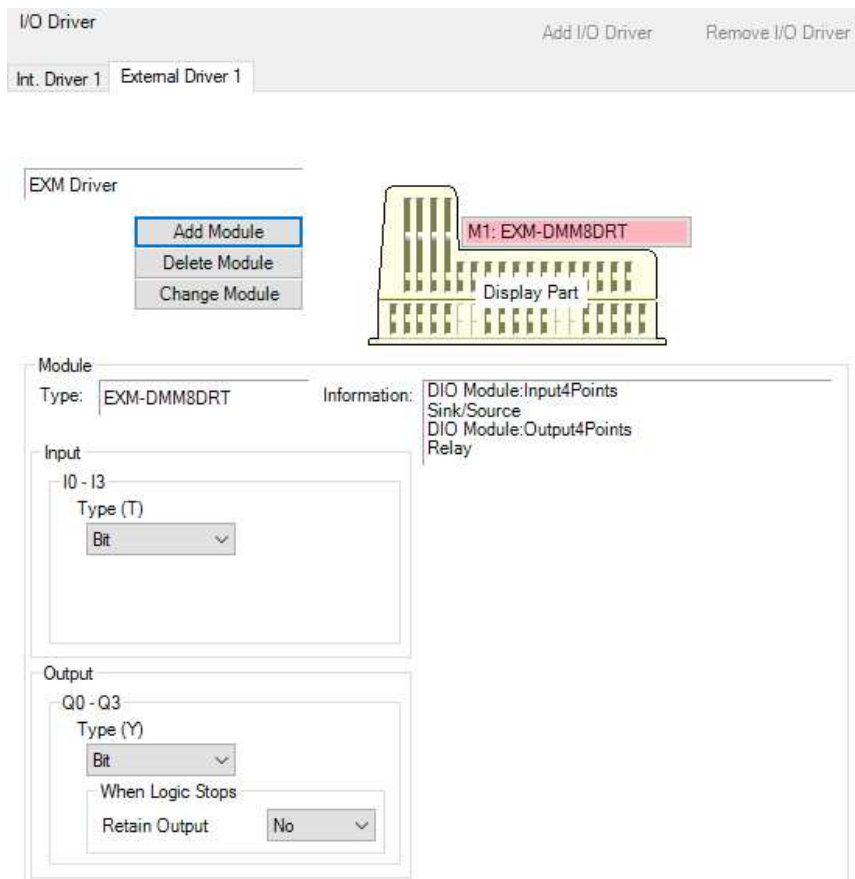 I/O Driver
Add I/O Driver Remove I/O Driver
Int. Driver 1 External Driver 1
EXM Driver
Add Module
M1: EXM-DMM8DRT
Delete Module
Change Module
Display Part
Module
Type: EXM-DMM8DRT
Information: DIO Module:Input4Points
Sink/Source
DIO Module:Output4Points
Relay
Input
I0 - I3
Type (T)
Bit
Output
Q0 - Q3
Type (Y)
Bit
When Logic Stops
Retain Output No